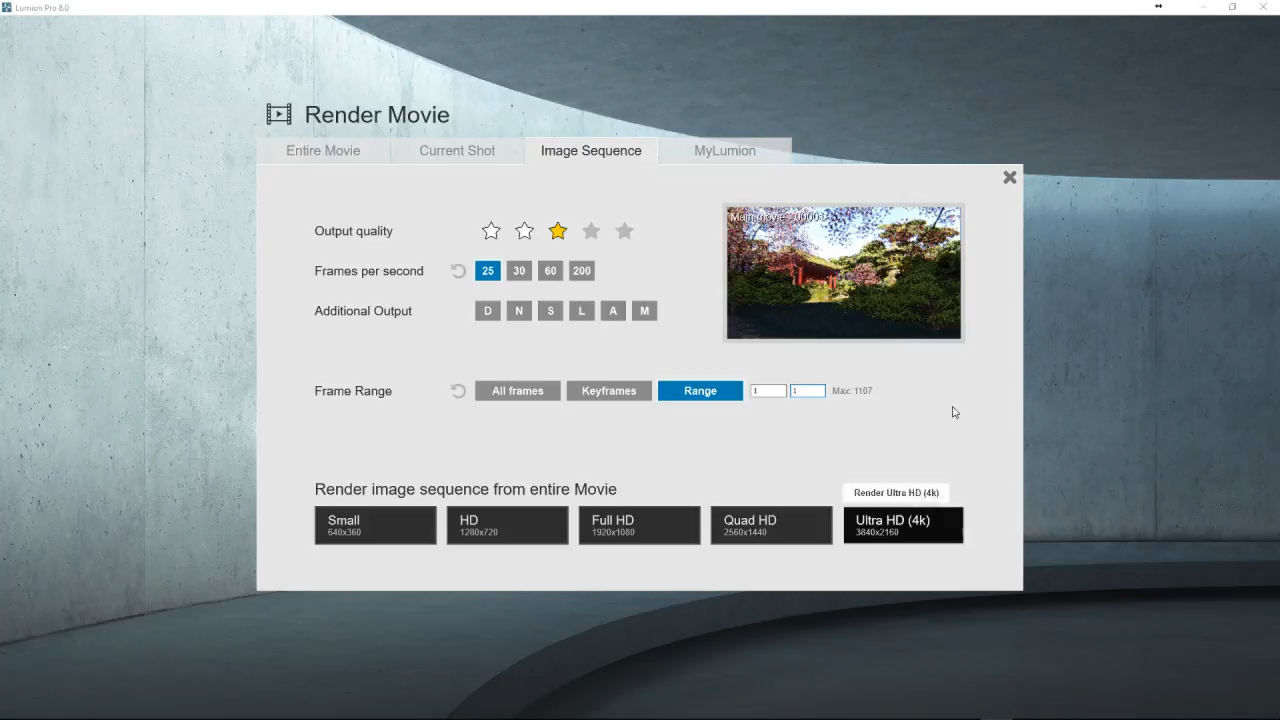 Lumion Pro 8.0
Render Movie
Entire Movie
Current Shot
Image Sequence
MyLumion
Output quality
Frames per second
25
30
60
200
Additional Output
D
N
S
L
A
M
Frame Range
All frames
Keyframes
Range
1
1
Max: 1107
Render image sequence from entire Movie
Render Ultra HD (4k)
Small
640x360
HD
1280x720
Full HD
1920x1080
Quad HD
2560x1440
Ultra HD (4k)
3840x2160